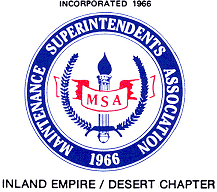 INCORPORATED 1966
MAINTENANCE SUPERINTENDENTS ASSOCIATION
MSA
1966
INLAND EMPIRE / DESERT CHAPTER